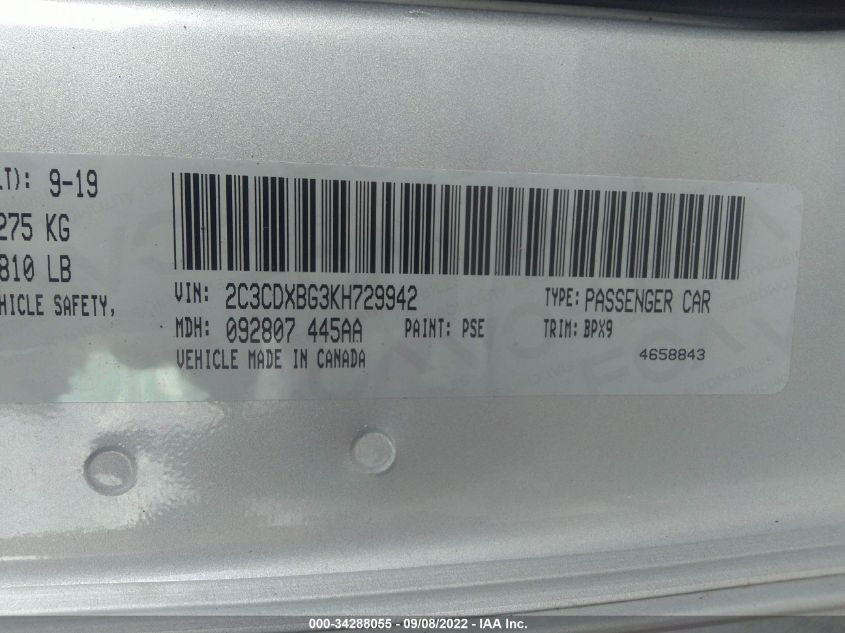 LT): 9-19
275 KG
810 LB
HICLE SAFETY,
VIN: 2C3CDXBG3KH729942 TYPE: PASSENGER CAR
MDH: 092807 445AA PAINT: PSE TRIM: BPX9
VEHICLE MADE IN CANADA 4658843
000-34288055 - 09/08/2022 - IAA Inc.